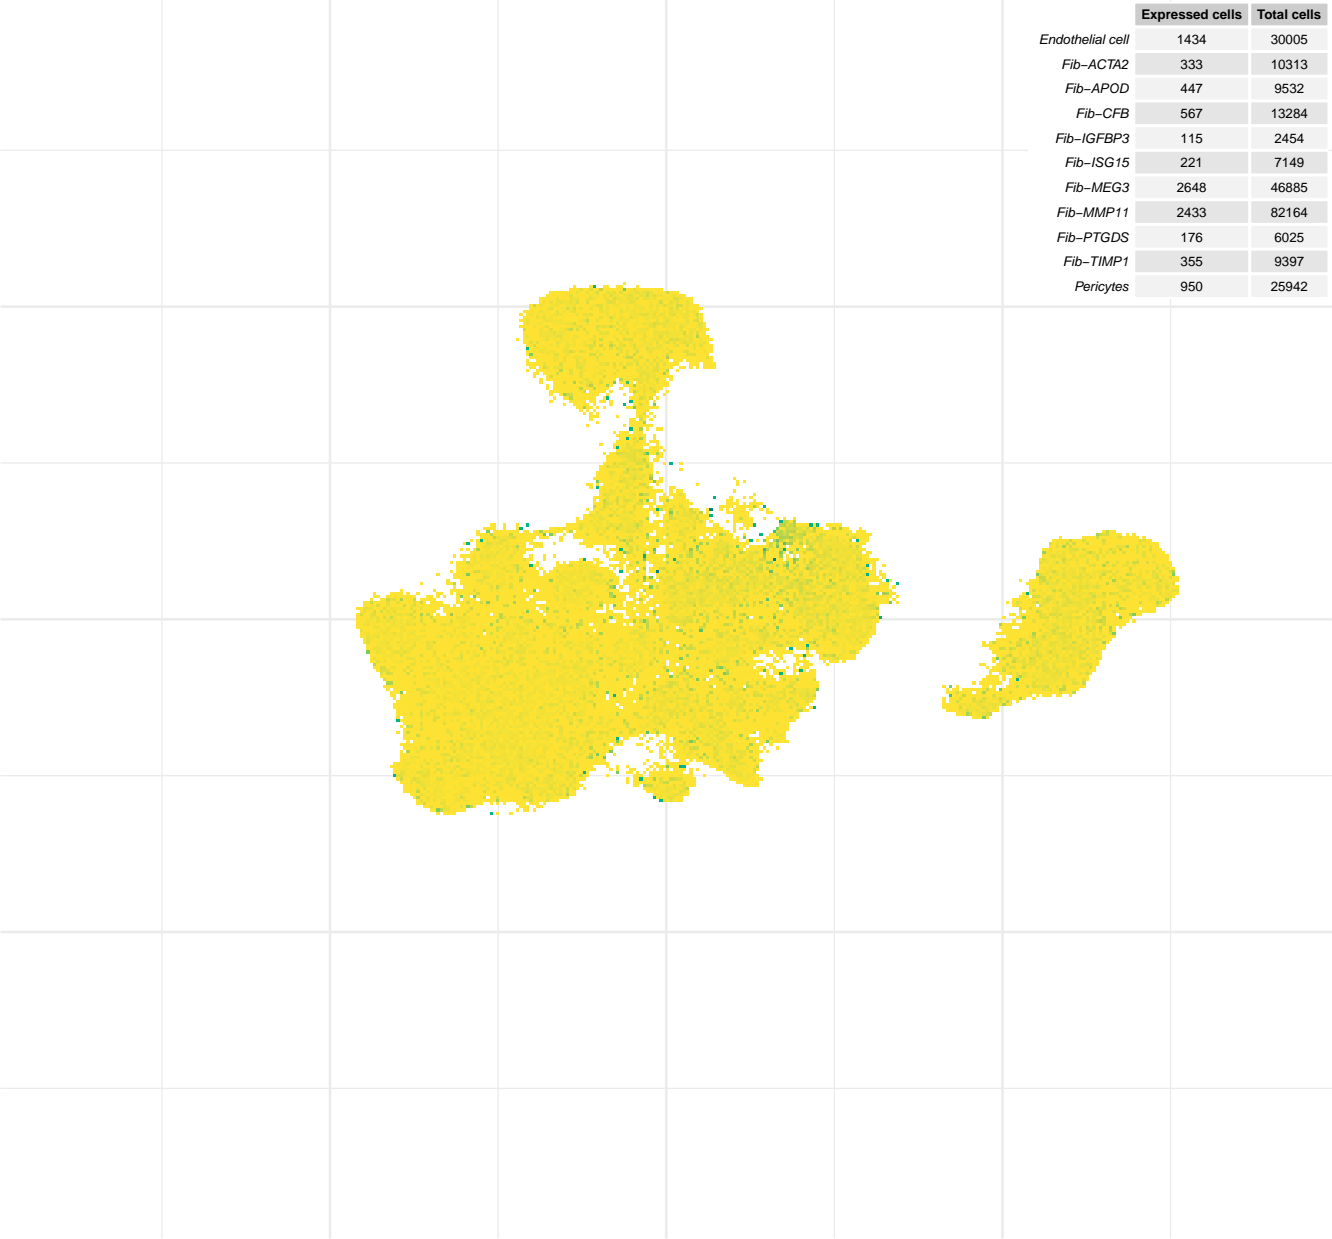 Expressed cells Total cells
Endothelial cell 1434 30005
Fib−ACTA2 333 10313
Fib−APOD 447 9532
Fib−CFB 567 13284
Fib−IGFBP3 115 2454
Fib−ISG15 221 7149
Fib−MEG3 2648 46885
Fib−MMP11 2433 82164
Fib−PTGDS 176 6025
Fib−TIMP1 355 9397
Pericytes 950 25942